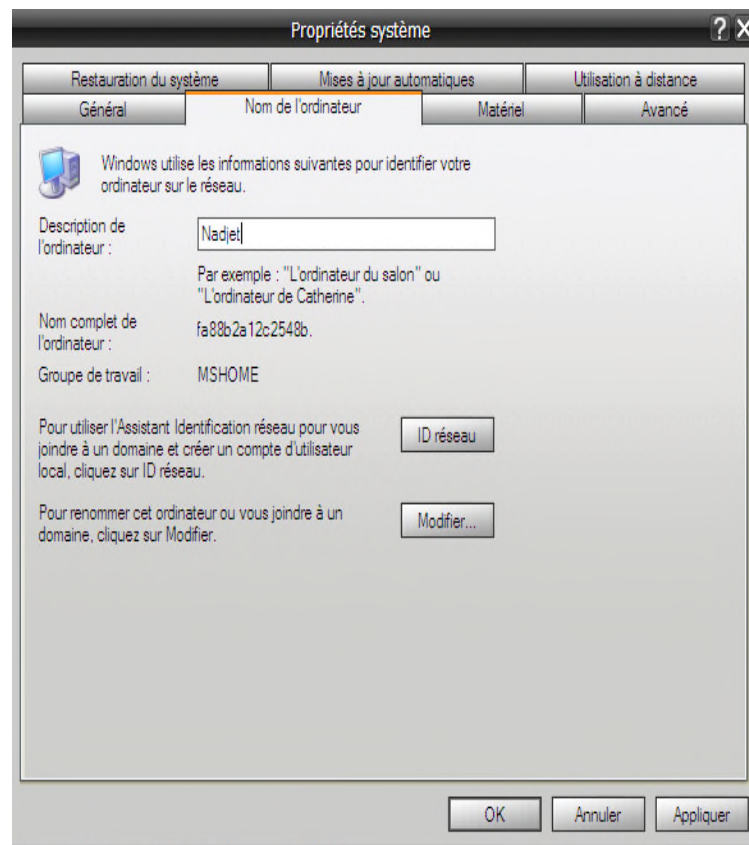 Propriétés système
Restauration du système
Mises à jour automatiques
Utilisation à distance
Général
Nom de l'ordinateur
Matériel
Avancé
Windows utilise les informations suivantes pour identifier votre
ordinateur sur le réseau.
Description de
l'ordinateur :
Nadjet
Par exemple : "L'ordinateur du salon" ou
"L'ordinateur de Catherine".
Nom complet de
l'ordinateur :
fa88b2a12c2548b.
Groupe de travail :
MSHOME
Pour utiliser l'Assistant Identification réseau pour vous
joindre à un domaine et créer un compte d'utilisateur
local, cliquez sur ID réseau.
ID réseau
Pour renommer cet ordinateur ou vous joindre à un
domaine, cliquez sur Modifier.
Modifier...
OK
Annuler
Appliquer